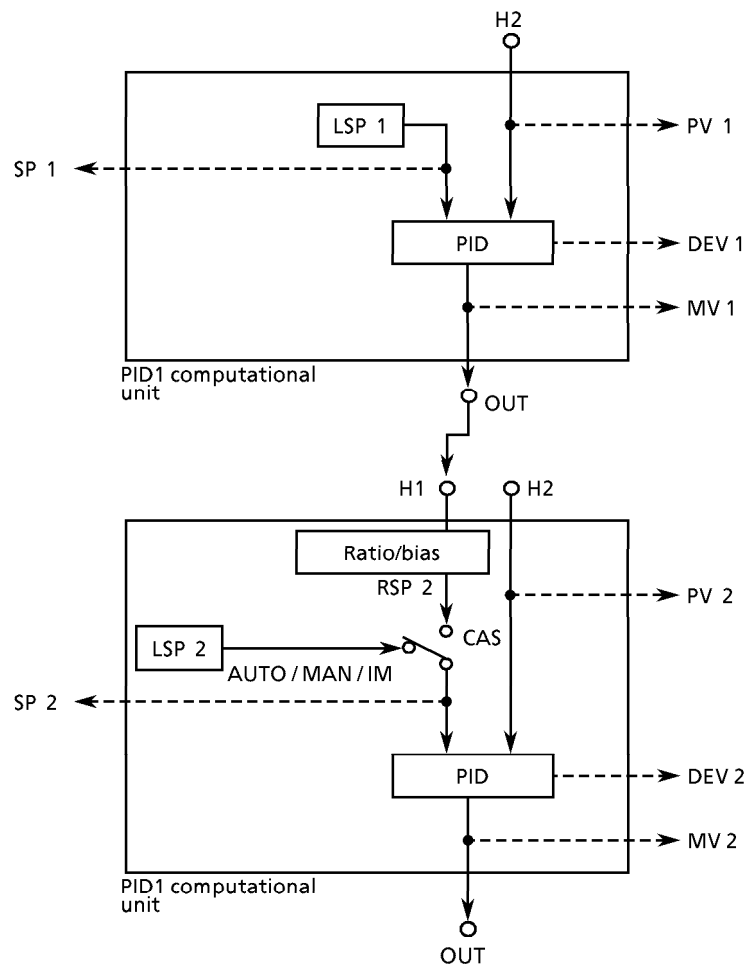 H2
LSP 1
PV 1
SP 1
PID
DEV 1
MV 1
PID1 computational
unit
OUT
H1
H2
Ratio/bias
RSP 2
PV 2
CAS
LSP 2
AUTO / MAN / IM
SP 2
PID
DEV 2
MV 2
PID1 computational
unit
OUT